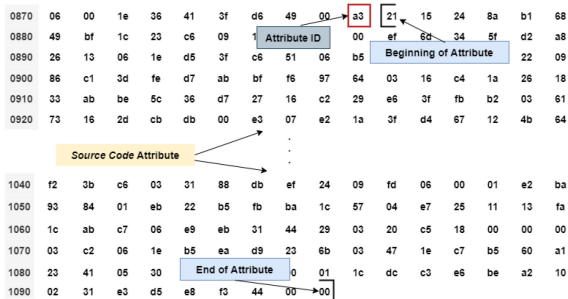 0870 06 00 1e 36 41 3f d6 49 00 a3 21 15 24 8a b1 68
0880 49 bf 1c 23 c6 09 00 ef 6d 34 5f d2 a8
Attribute ID
Beginning of Attribute
0890 26 13 06 1e d5 3f c6 51 06 b5 22 09
0900 86 c1 3d fe d7 ab bf f6 97 64 03 16 c4 1a 26 18
0910 33 ab be 5c 36 d7 27 16 c2 29 e6 3f fb b2 03 61
0920 73 16 2d cb db 00 e3 07 e2 1a 3f d4 67 12 4b 64
Source Code Attribute
1040 f2 3b c6 03 31 88 db ef 24 09 fd 06 00 01 e2 ba
1050 93 84 01 eb 22 b5 fb ba 1c 57 04 e7 25 11 13 fa
1060 1c ab c7 06 e9 eb 31 44 29 03 20 c5 18 00 00 00
1070 03 c2 06 1e b5 ea d9 23 6b 03 47 1e c7 b5 60 a1
1080 23 41 05 30 01 1c dc c3 e6 be a2 10
End of Attribute
1090 02 31 e3 d5 e8 f3 44 00 00